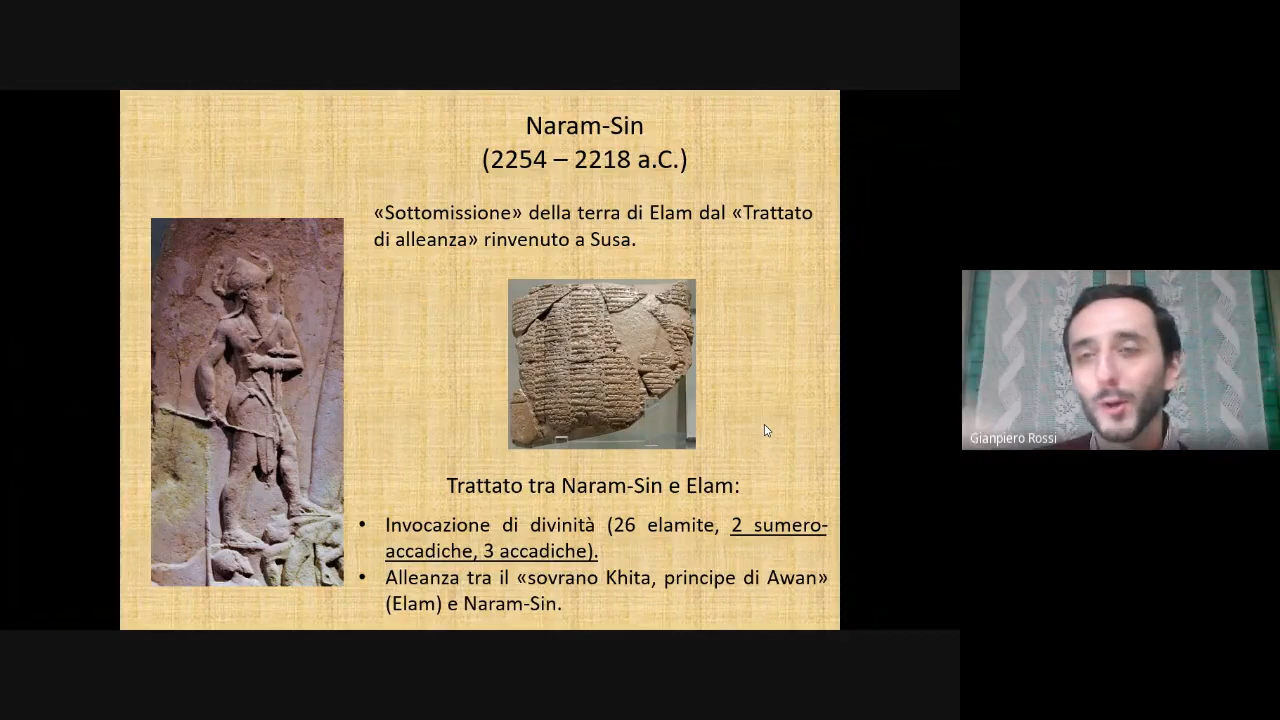 Naram-Sin
(2254 – 2218 a.C.)
«Sottomissione» della terra di Elam dal «Trattato
di alleanza» rinvenuto a Susa.
Trattato tra Naram-Sin e Elam:
• Invocazione di divinità (26 elamite, 2 sumero-
accadiche, 3 accadiche).
• Alleanza tra il «sovrano Khita, principe di Awan»
(Elam) e Naram-Sin.
Gianpiero Rossi